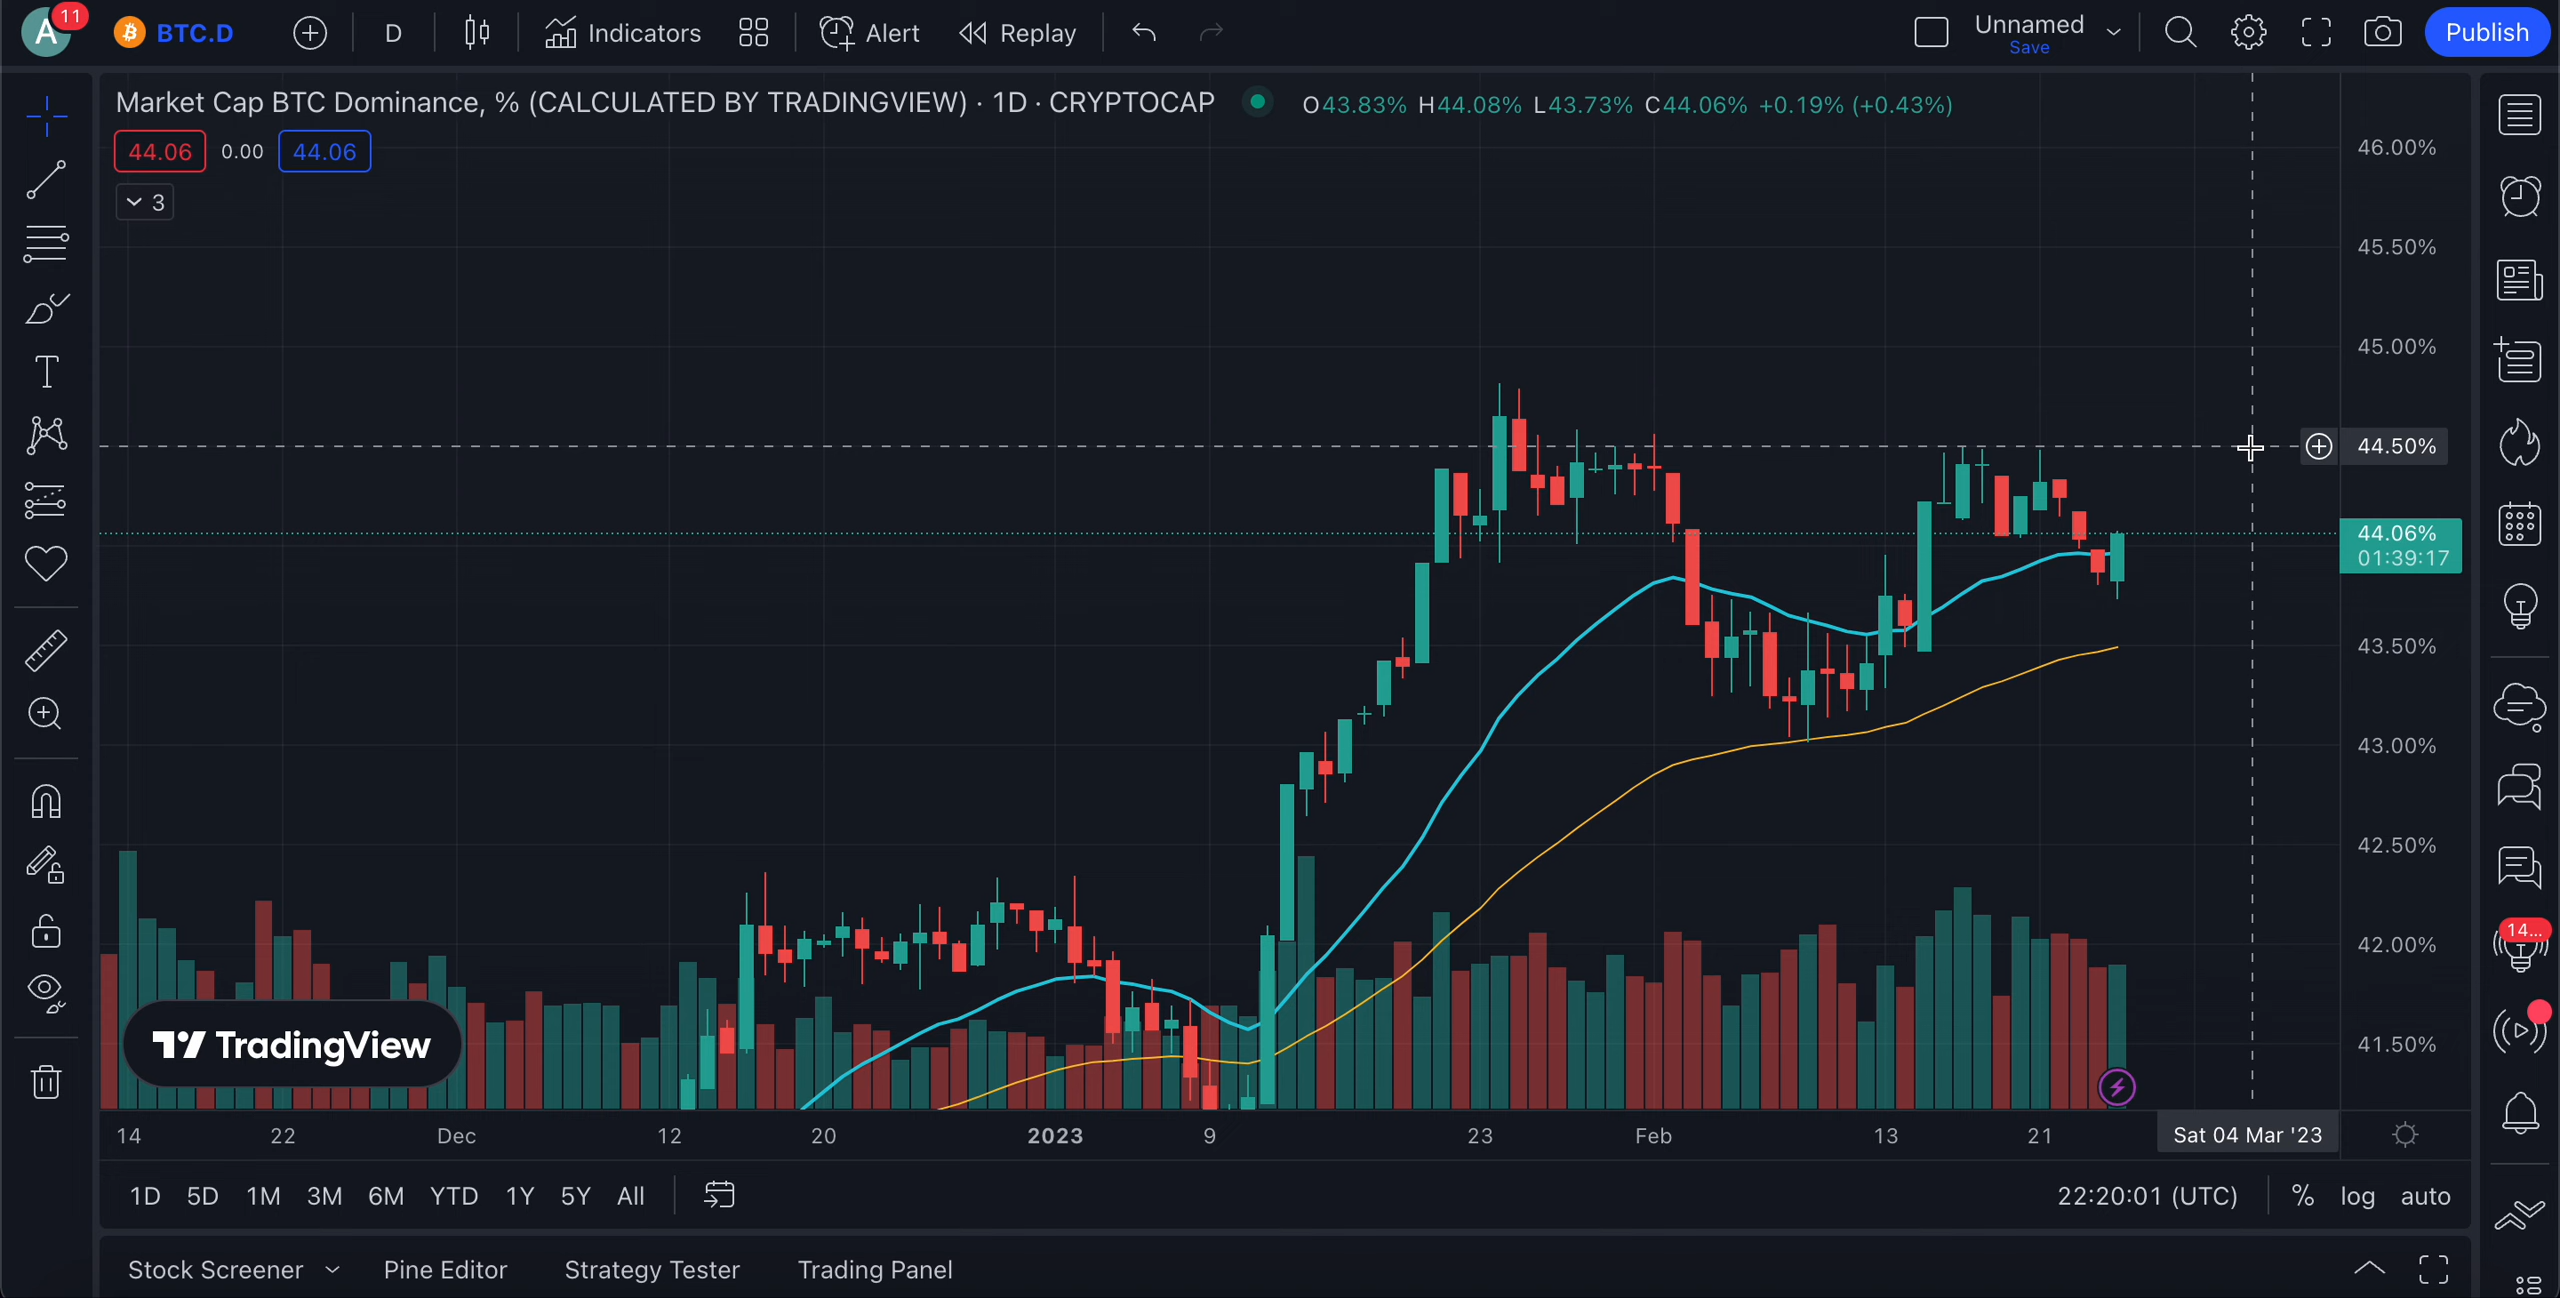 A 11 BTC.D D Indicators Alert Replay Unnamed Publish
Save
Market Cap BTC Dominance, % (CALCULATED BY TRADINGVIEW) · 1D · CRYPTOCAP O43.83% H44.08% L43.73% C44.06% +0.19% (+0.43%)
44.06 0.00 44.06
3
46.00%
45.50%
45.00%
44.50%
44.06%
01:39:17
43.50%
43.00%
42.50%
42.00%
41.50%
14...
TradingView
14 22 Dec 12 20 2023 9 23 Feb 13 21 Sat 04 Mar '23
1D 5D 1M 3M 6M YTD 1Y 5Y All 22:20:01 (UTC) % log auto
Stock Screener Pine Editor Strategy Tester Trading Panel